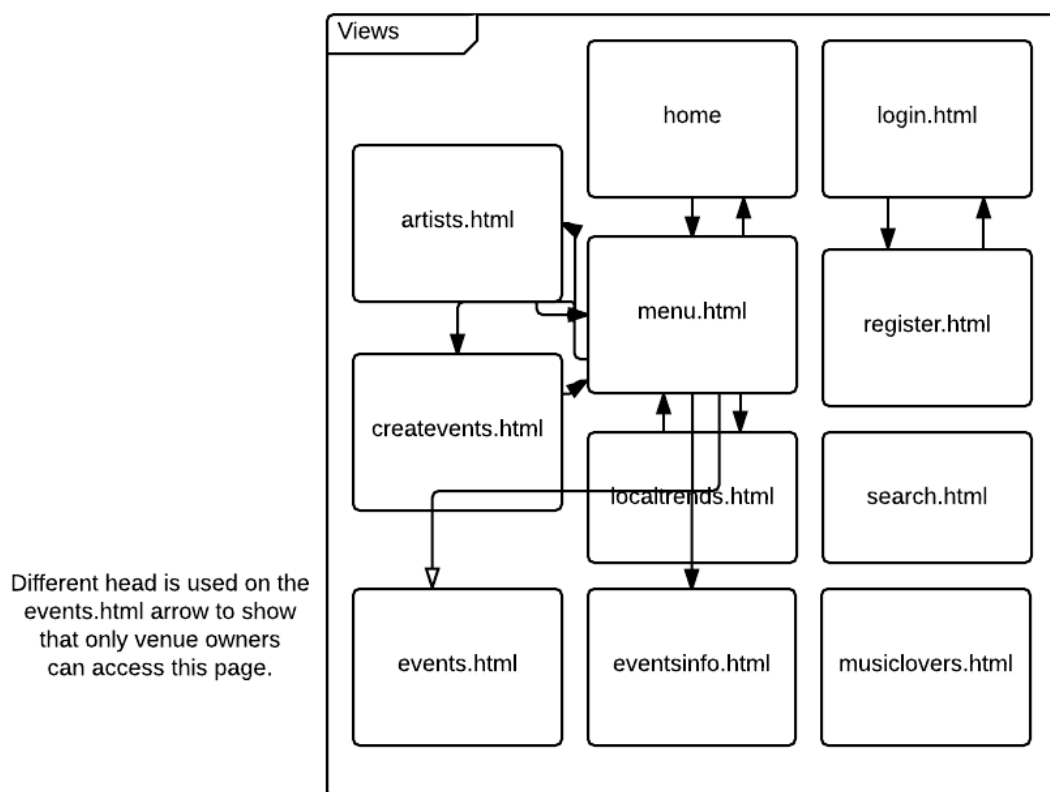 Views
home
login.html
artists.html
menu.html
register.html
createvents.html
localtrends.html
search.html
Different head is used on the
events.html arrow to show
that only venue owners
can access this page.
events.html
eventsinfo.html
musiclovers.html